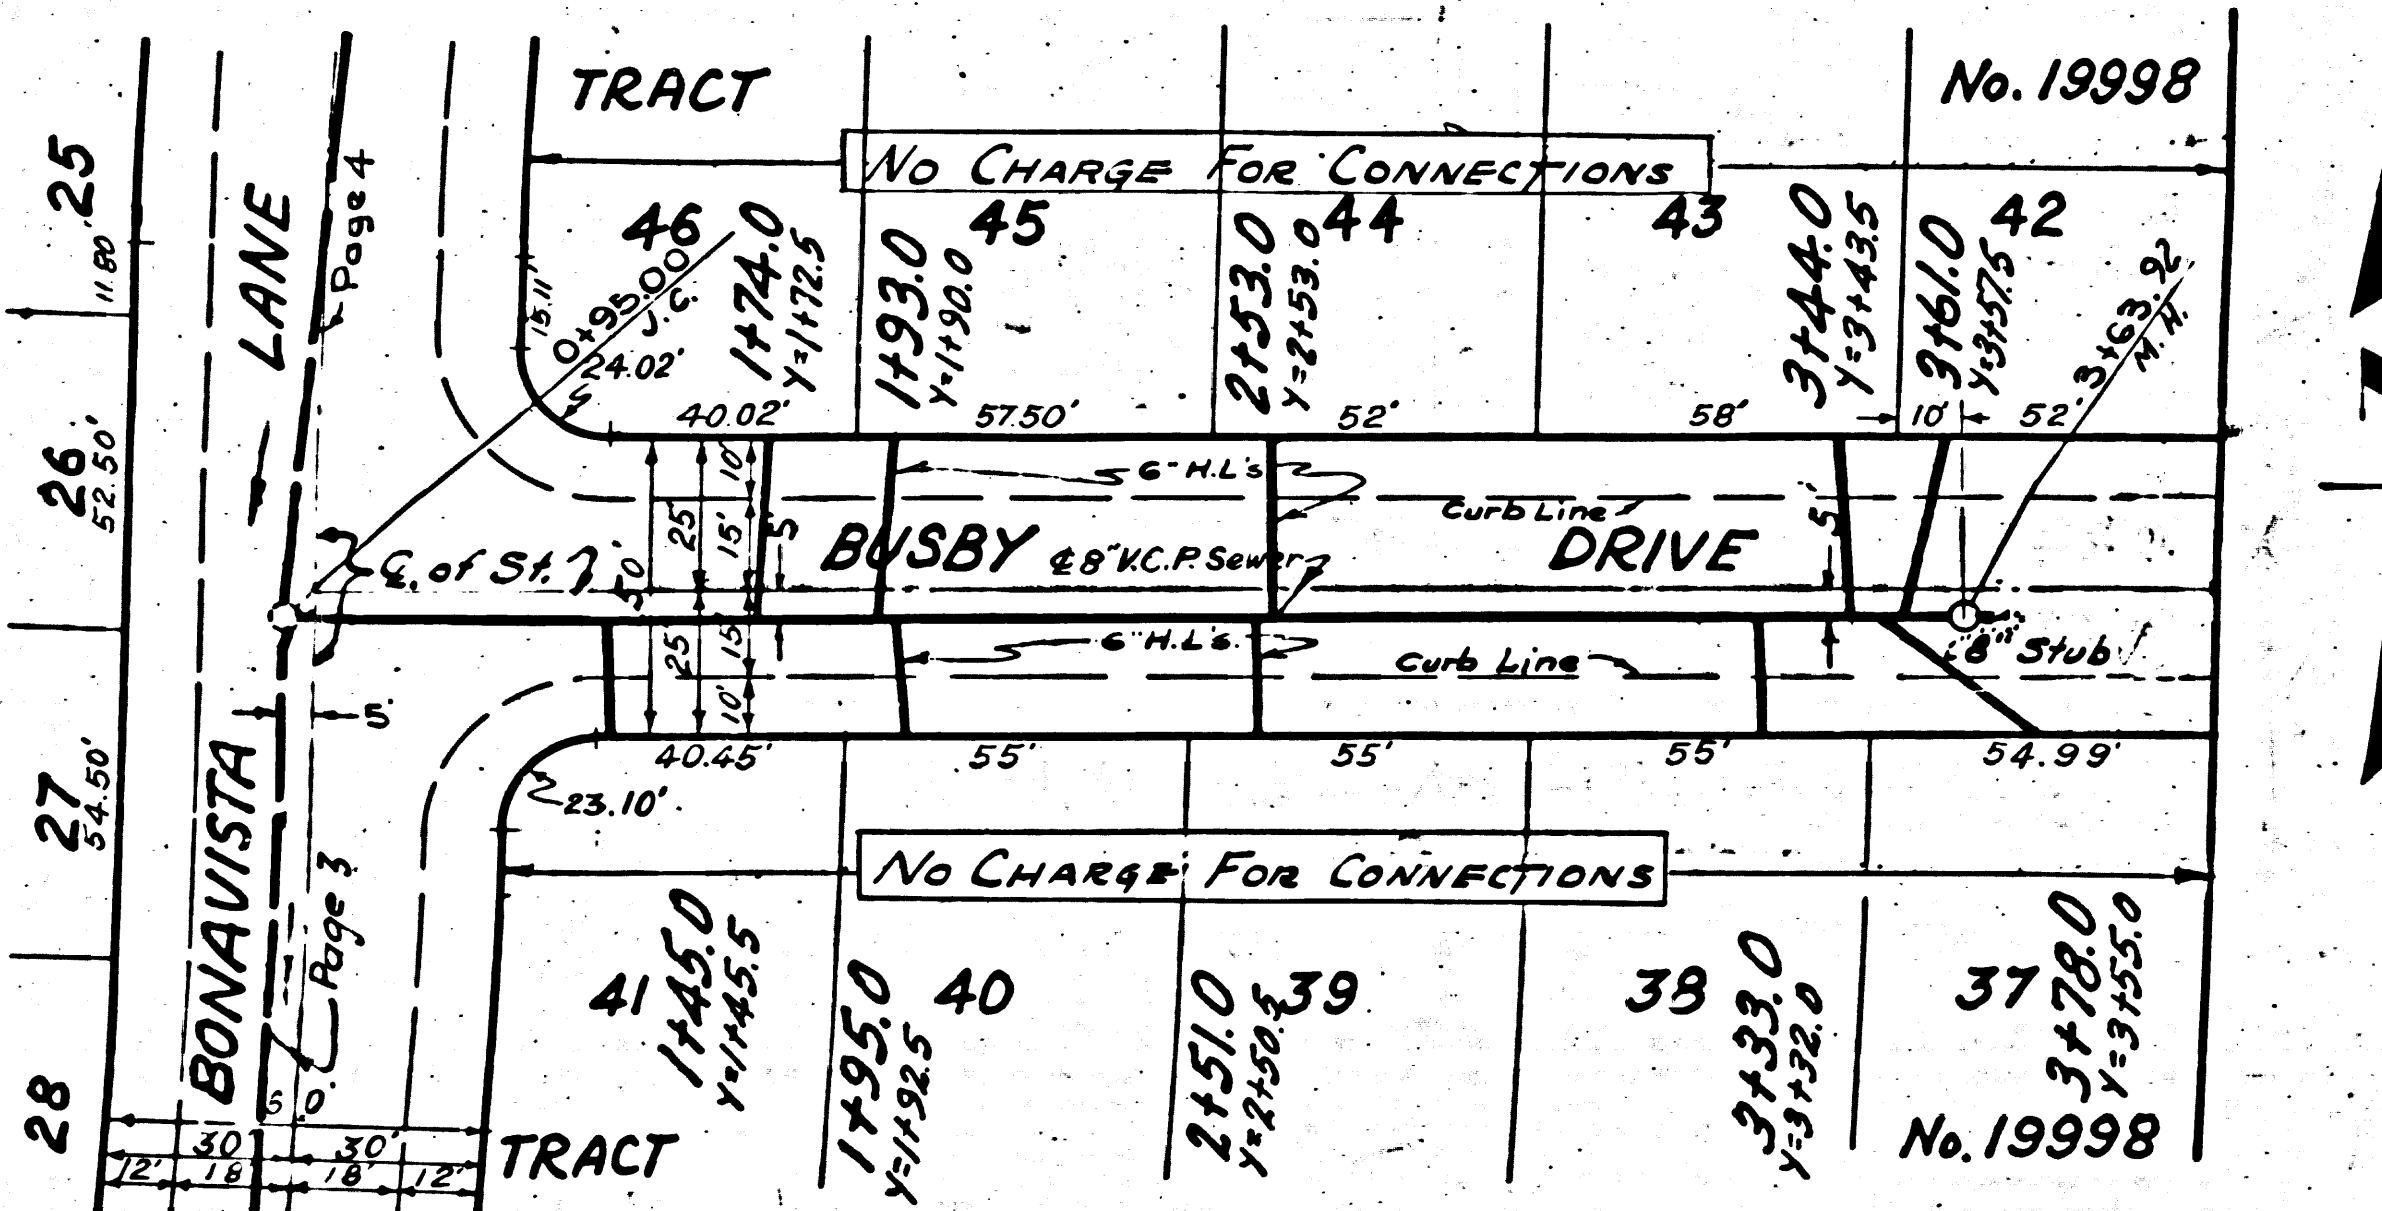 TRACT
No. 19998
NO CHARGE FOR CONNECTIONS
25
11.80'
LANE
Page 4
46
45
44
43
42
15.11'
0+95.00
J.C.
24.02'
1+74.0
Y=1+72.5
1+93.0
Y=1+90.0
2+53.0
Y=2+53.0
3+44.0
Y=3+43.5
3+61.0
Y=3+57.5
3+63.92
M.H.
40.02'
57.50'
52'
58'
10'
52'
26
52.50'
10'
25'
15'
5'
50'
6" H.L's
Curb Line
5'
BUSBY
DRIVE
℄ 8" V.C.P. Sewer
℄ of St.
25'
15'
10'
6" H.L's.
Curb Line
8" Stub
5'
40.45'
55'
55'
55'
54.99'
23.10'
27
54.50'
BONAVISTA
Page 3
NO CHARGE FOR CONNECTIONS
41
1+45.0
Y=1+45.5
1+95.0
Y=1+92.5
40
2+51.0
Y=2+50.5
39
38
3+33.0
Y=3+32.0
37
3+78.0
Y=3+55.0
28
30'
30'
12'
18'
18'
12'
TRACT
No. 19998